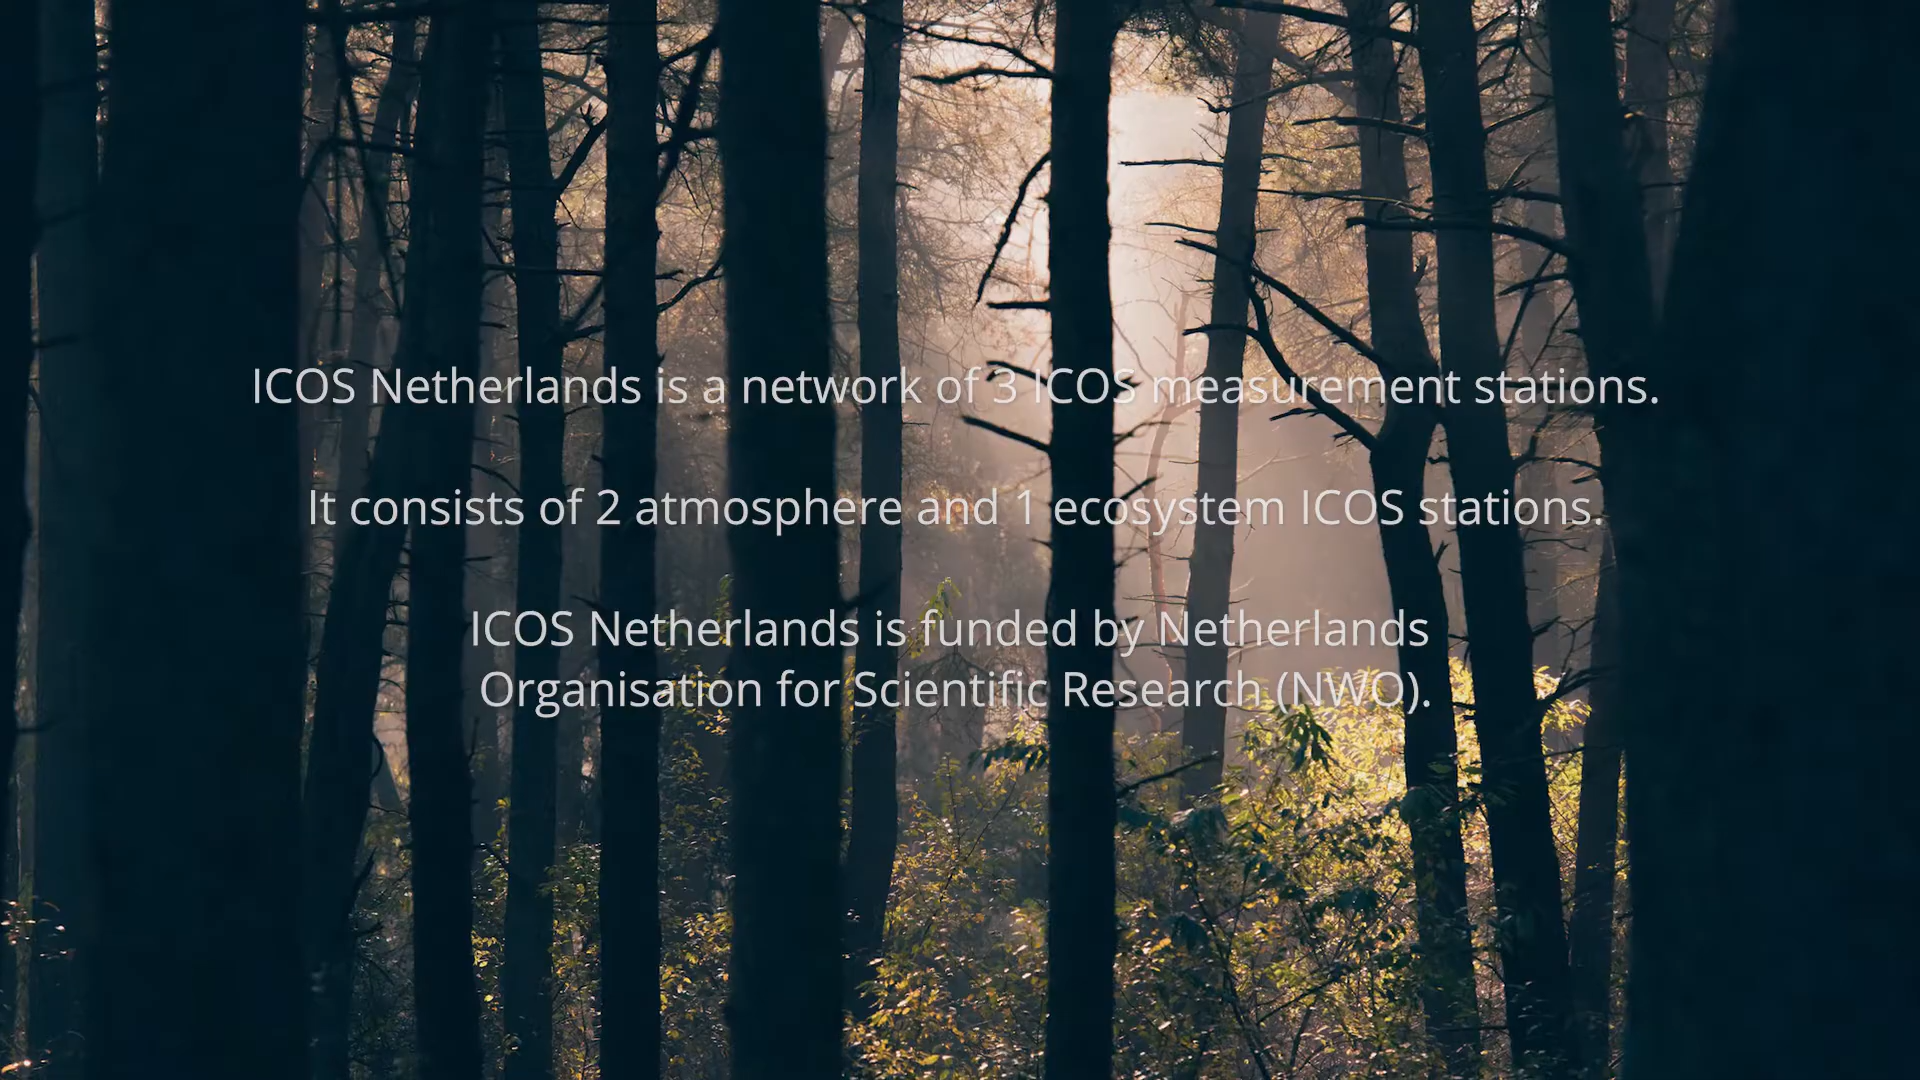 ICOS Netherlands is a network of 3 ICOS measurement stations.
It consists of 2 atmosphere and 1 ecosystem ICOS stations.
ICOS Netherlands is funded by Netherlands
Organisation for Scientific Research (NWO).